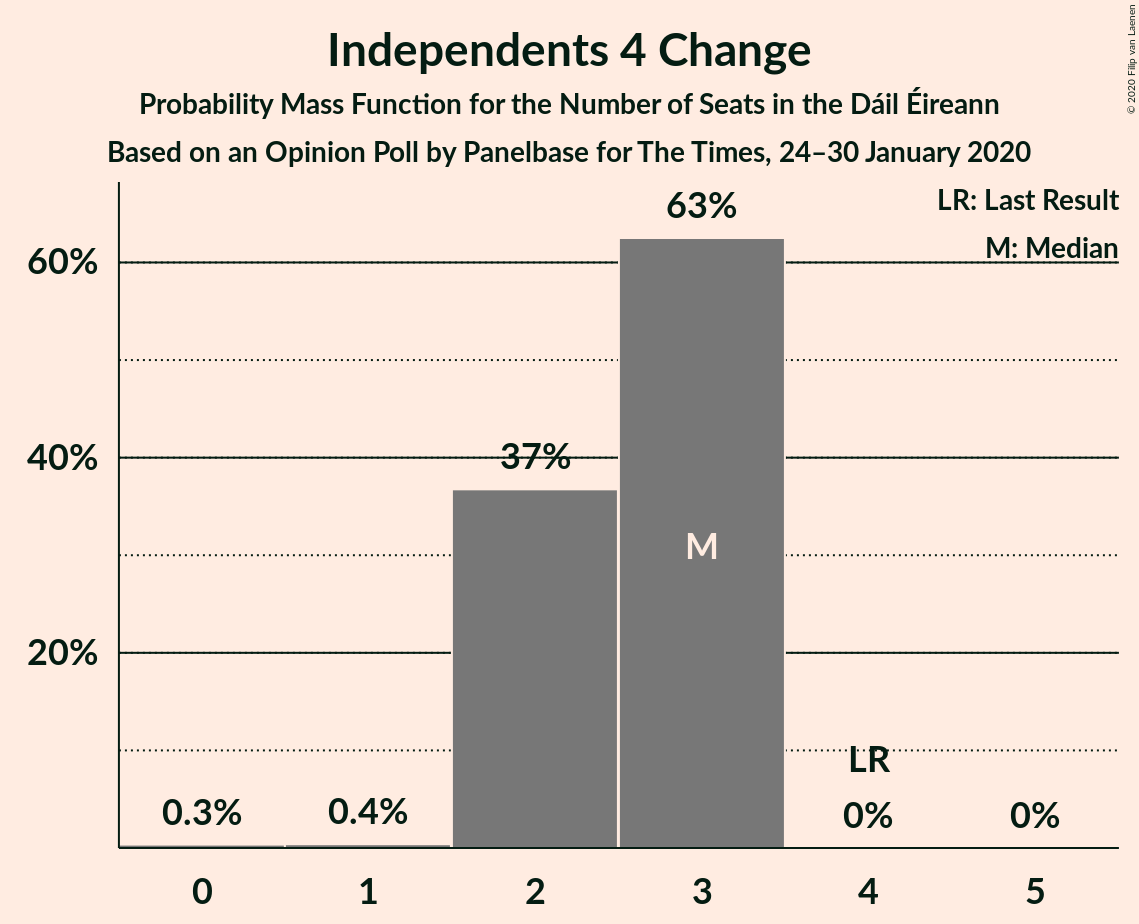 Independents 4 Change
Probability Mass Function for the Number of Seats in the Dáil Éireann
Based on an Opinion Poll by Panelbase for The Times, 24–30 January 2020
© 2020 Filip van Laenen
LR: Last Result
M: Median
60%
40%
20%
0.3%
0.4%
37%
63%
M
LR
0%
0%
0
1
2
3
4
5